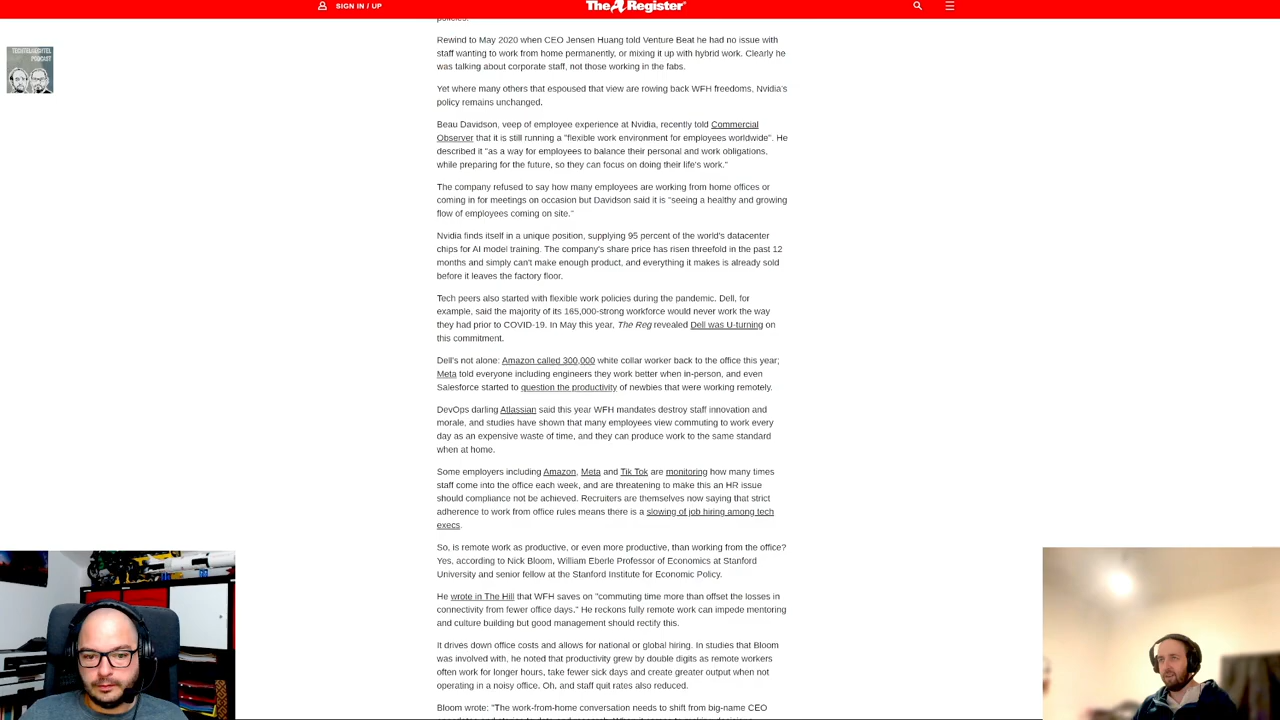 SIGN IN / UP
The Register
TECHTELMECHTEL
PODCAST
policies.
Rewind to May 2020 when CEO Jensen Huang told Venture Beat he had no issue with
staff wanting to work from home permanently, or mixing it up with hybrid work. Clearly he
was talking about corporate staff, not those working in the fabs.
Yet where many others that espoused that view are rowing back WFH freedoms, Nvidia's
policy remains unchanged.
Beau Davidson, veep of employee experience at Nvidia, recently told Commercial
Observer that it is still running a "flexible work environment for employees worldwide". He
described it "as a way for employees to balance their personal and work obligations,
while preparing for the future, so they can focus on doing their life's work."
The company refused to say how many employees are working from home offices or
coming in for meetings on occasion but Davidson said it is "seeing a healthy and growing
flow of employees coming on site."
Nvidia finds itself in a unique position, supplying 95 percent of the world's datacenter
chips for AI model training. The company's share price has risen threefold in the past 12
months and simply can't make enough product, and everything it makes is already sold
before it leaves the factory floor.
Tech peers also started with flexible work policies during the pandemic. Dell, for
example, said the majority of its 165,000-strong workforce would never work the way
they had prior to COVID-19. In May this year, The Reg revealed Dell was U-turning on
this commitment.
Dell's not alone: Amazon called 300,000 white collar worker back to the office this year;
Meta told everyone including engineers they work better when in-person, and even
Salesforce started to question the productivity of newbies that were working remotely.
DevOps darling Atlassian said this year WFH mandates destroy staff innovation and
morale, and studies have shown that many employees view commuting to work every
day as an expensive waste of time, and they can produce work to the same standard
when at home.
Some employers including Amazon, Meta and Tik Tok are monitoring how many times
staff come into the office each week, and are threatening to make this an HR issue
should compliance not be achieved. Recruiters are themselves now saying that strict
adherence to work from office rules means there is a slowing of job hiring among tech
execs.
So, is remote work as productive, or even more productive, than working from the office?
Yes, according to Nick Bloom, William Eberle Professor of Economics at Stanford
University and senior fellow at the Stanford Institute for Economic Policy.
He wrote in The Hill that WFH saves on "commuting time more than offset the losses in
connectivity from fewer office days." He reckons fully remote work can impede mentoring
and culture building but good management should rectify this.
It drives down office costs and allows for national or global hiring. In studies that Bloom
was involved with, he noted that productivity grew by double digits as remote workers
often work for longer hours, take fewer sick days and create greater output when not
operating in a noisy office. Oh, and staff quit rates also reduced.
Bloom wrote: "The work-from-home conversation needs to shift from big-name CEO